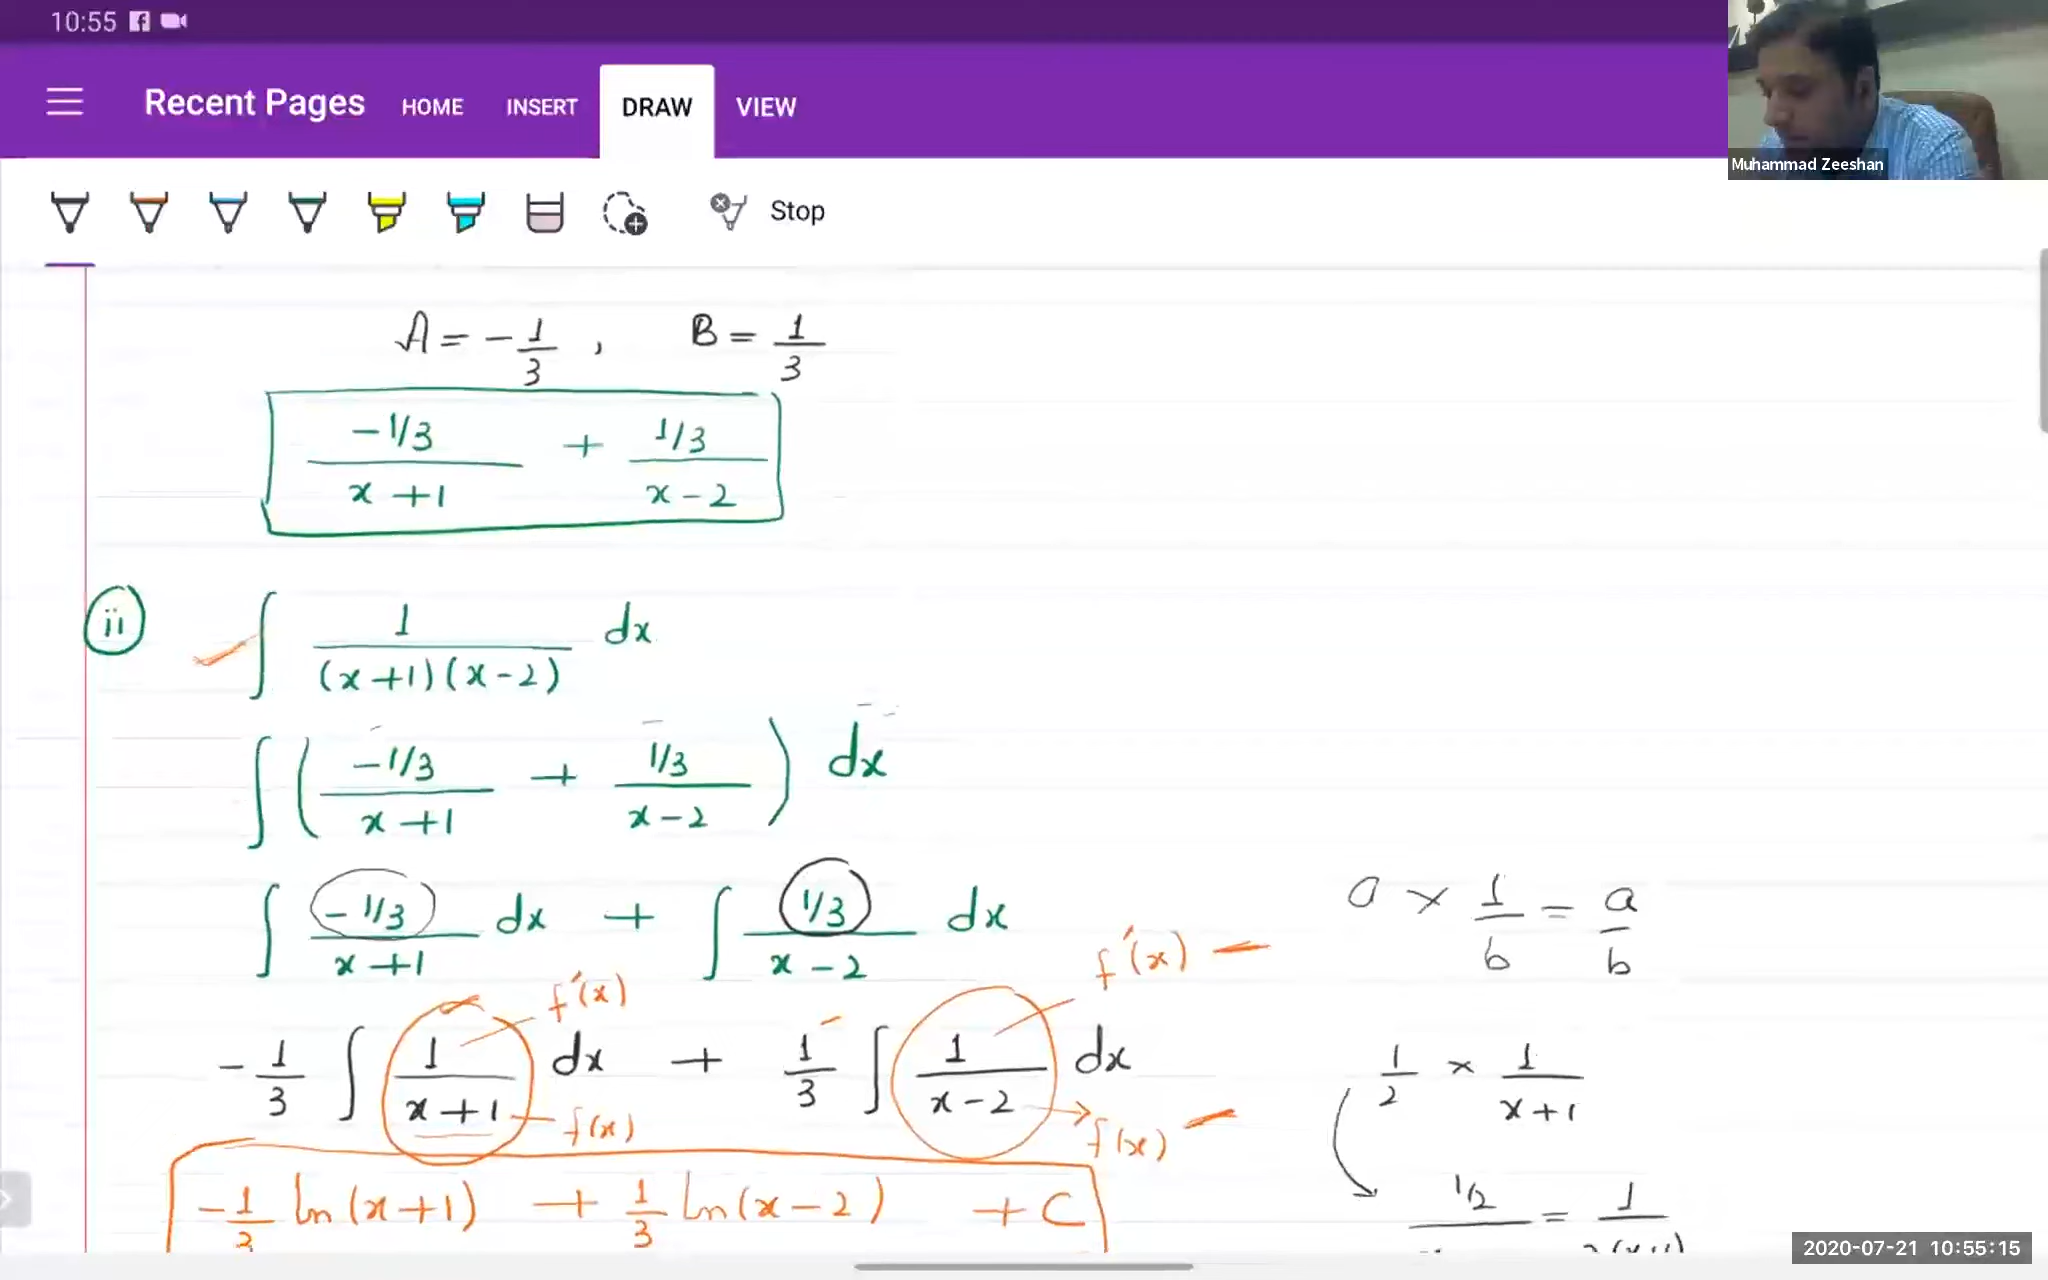 10:55
Recent Pages HOME INSERT DRAW VIEW
Muhammad Zeeshan
Stop
A = -1/3 , B = 1/3
(-1/3)/(x+1) + (1/3)/(x-2)
ii ∫ 1/((x+1)(x-2)) dx
∫ ( (-1/3)/(x+1) + (1/3)/(x-2) ) dx
∫ (-1/3)/(x+1) dx + ∫ (1/3)/(x-2) dx
f'(x) f'(x)
a × 1/b = a/b
-1/3 ∫ 1/(x+1) dx + 1/3 ∫ 1/(x-2) dx
f(x) f(x)
1/2 × 1/(x+1)
-1/3 ln(x+1) + 1/3 ln(x-2) + C
1/2 = 1
2020-07-21 10:55:15